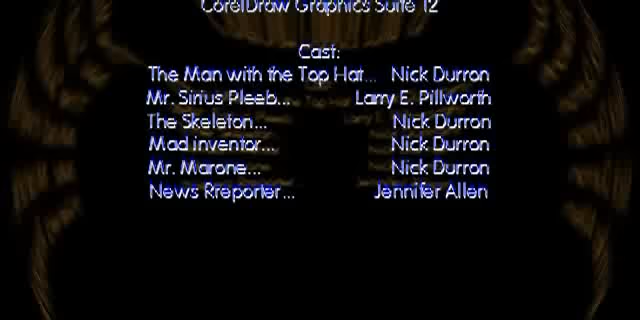 CorelDraw Graphics Suite 12
Cast:
The Man with the Top Hat... Nick Durron
Mr. Sirius Pleeb... Larry E. Pillworth
The Skeleton... Nick Durron
Mad inventor... Nick Durron
Mr. Marone... Nick Durron
News Rreporter... Jennifer Allen